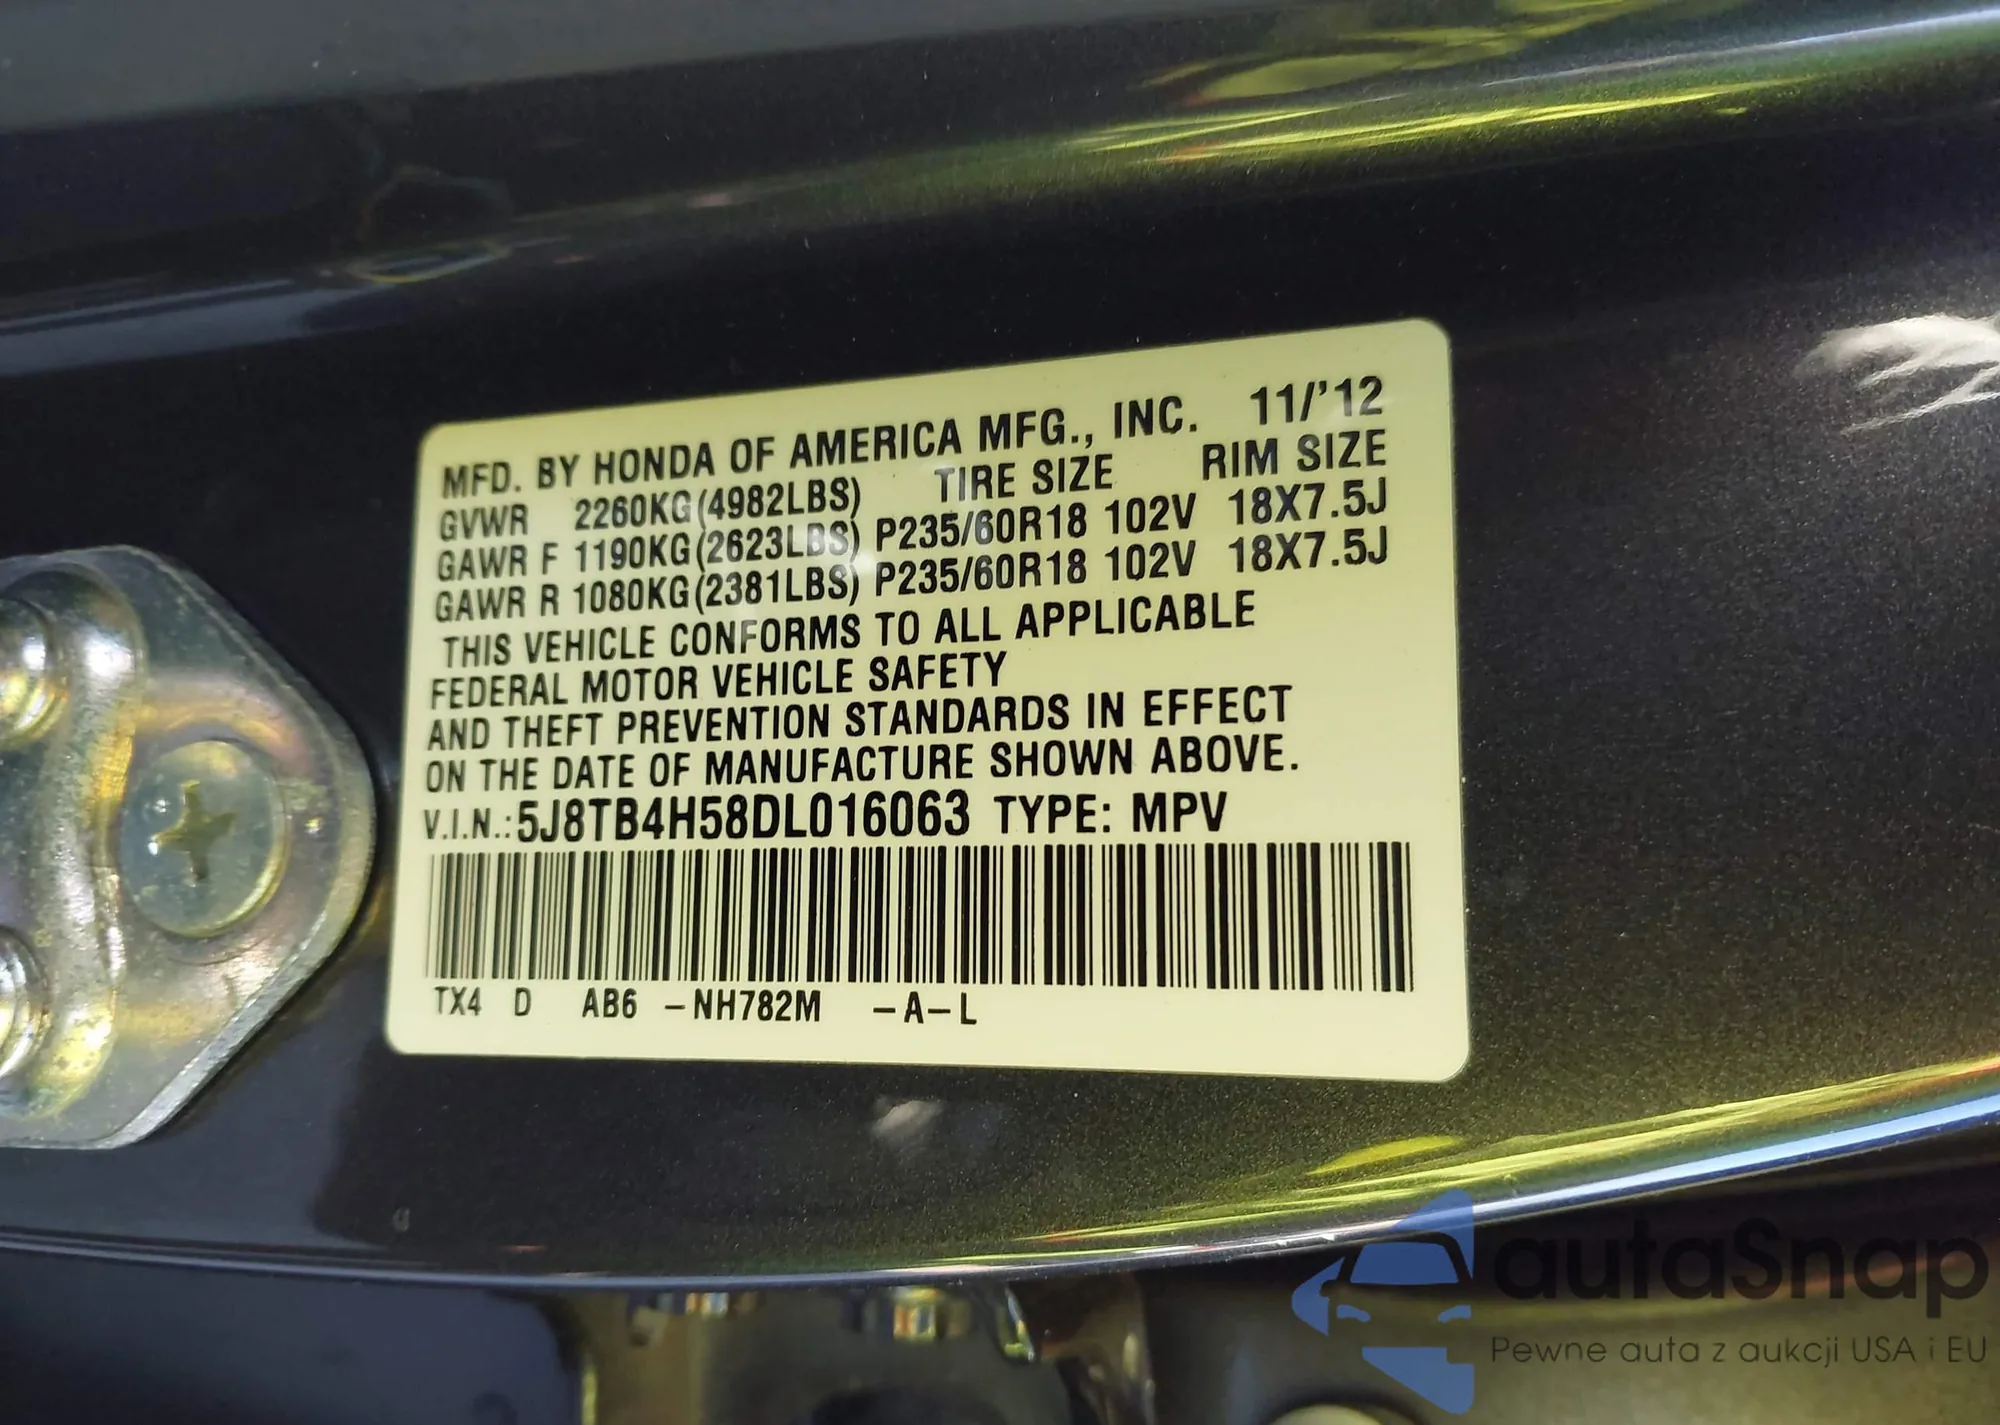 MFD. BY HONDA OF AMERICA MFG., INC. 11/'12
GVWR 2260KG(4982LBS) TIRE SIZE RIM SIZE
GAWR F 1190KG(2623LBS) P235/60R18 102V 18X7.5J
GAWR R 1080KG(2381LBS) P235/60R18 102V 18X7.5J
THIS VEHICLE CONFORMS TO ALL APPLICABLE
FEDERAL MOTOR VEHICLE SAFETY
AND THEFT PREVENTION STANDARDS IN EFFECT
ON THE DATE OF MANUFACTURE SHOWN ABOVE.
V.I.N.:5J8TB4H58DL016063 TYPE: MPV
TX4 D AB6 -NH782M -A-L
autaSnap
Pewne auta z aukcji USA i EU